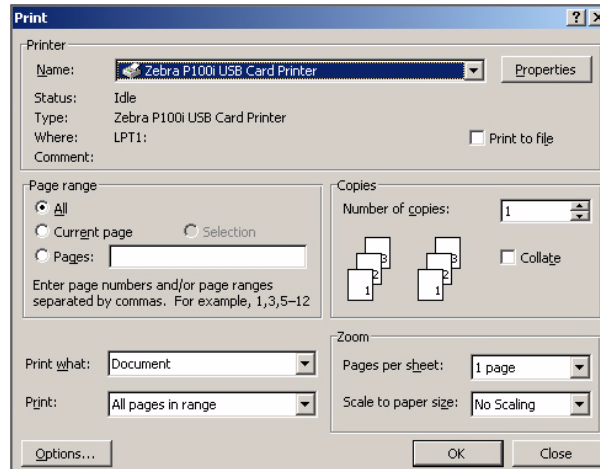 Print
Printer
Name: Zebra P100i USB Card Printer Properties
Status: Idle
Type: Zebra P100i USB Card Printer
Where: LPT1: Print to file
Comment:
Page range
All
Current page Selection
Pages:
Enter page numbers and/or page ranges
separated by commas. For example, 1,3,5–12
Copies
Number of copies: 1
3 3
2 2
1 1
Collate
Print what: Document
Print: All pages in range
Zoom
Pages per sheet: 1 page
Scale to paper size: No Scaling
Options... OK Close